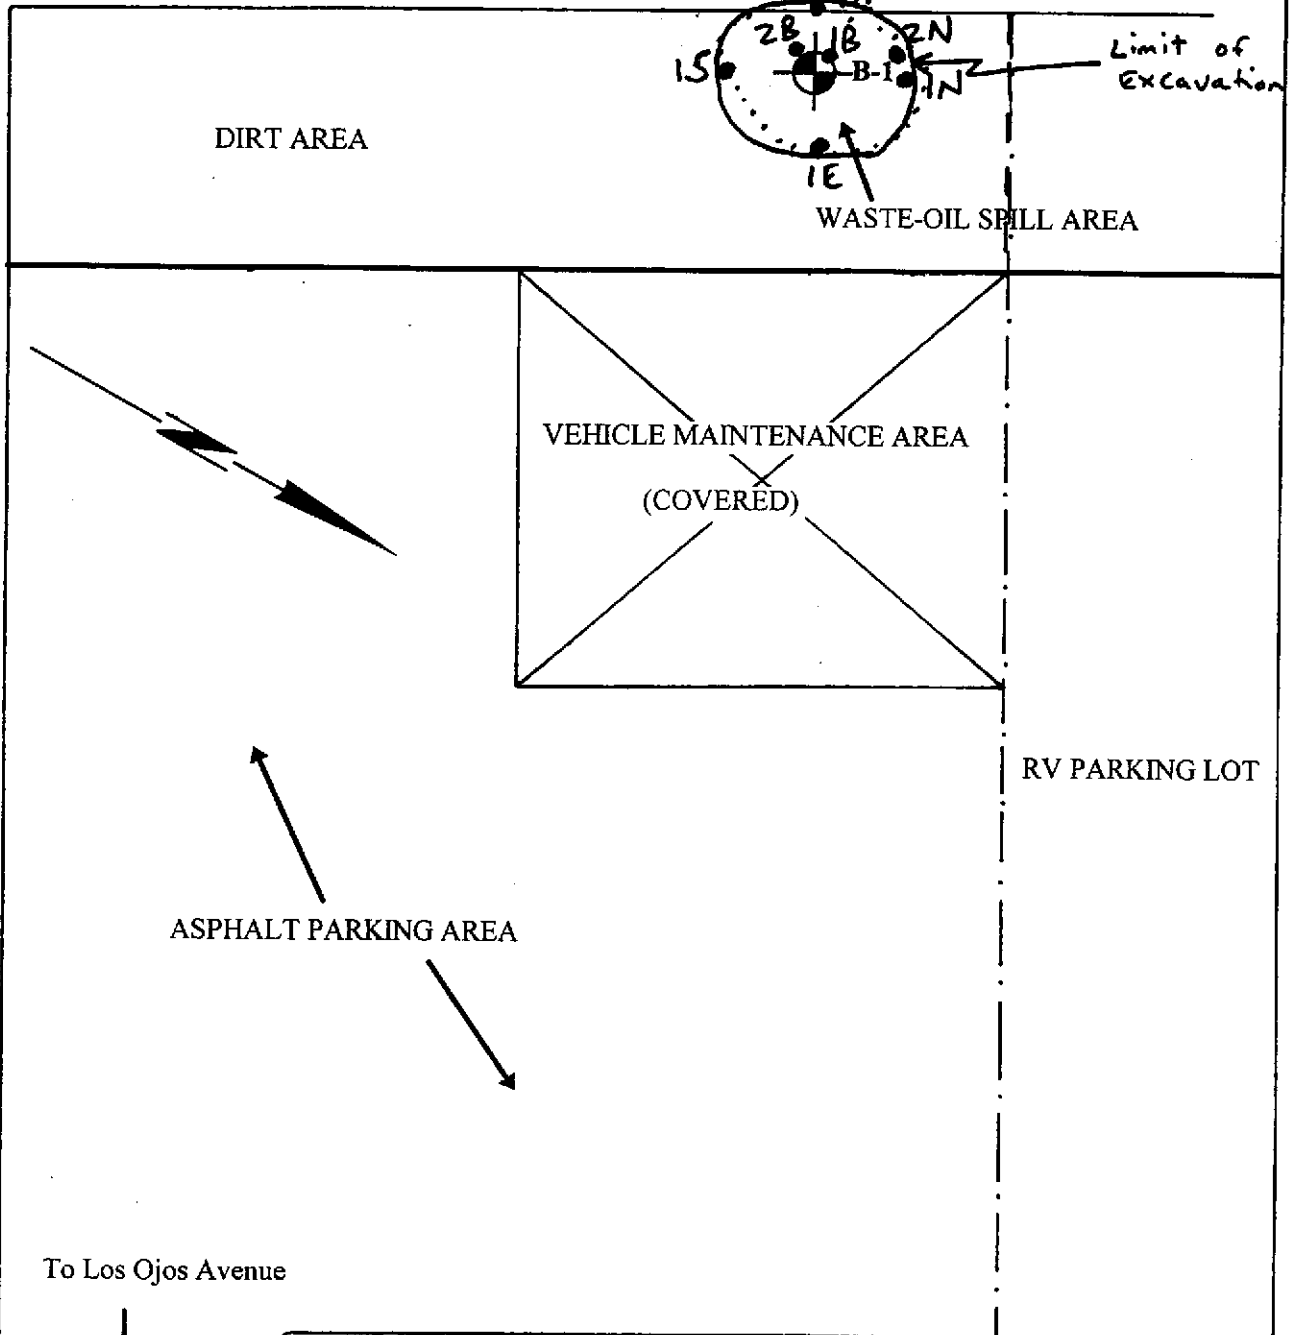 2B
1B
2N
1S
B-1
1N
Limit of
Excavation
DIRT AREA
1E
WASTE-OIL SPILL AREA
VEHICLE MAINTENANCE AREA
(COVERED)
RV PARKING LOT
ASPHALT PARKING AREA
To Los Ojos Avenue